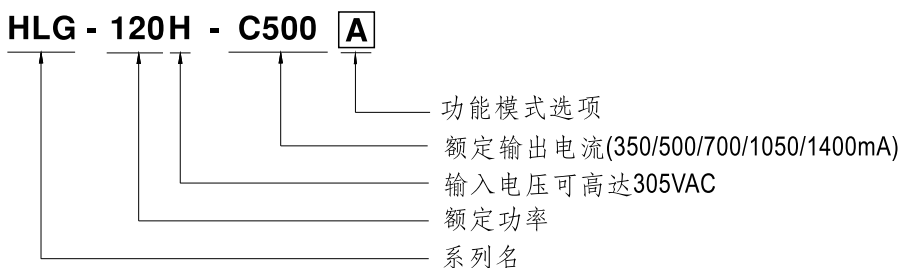 HLG - 120H - C500 A
功能模式选项
额定输出电流(350/500/700/1050/1400mA)
输入电压可高达305VAC
额定功率
系列名